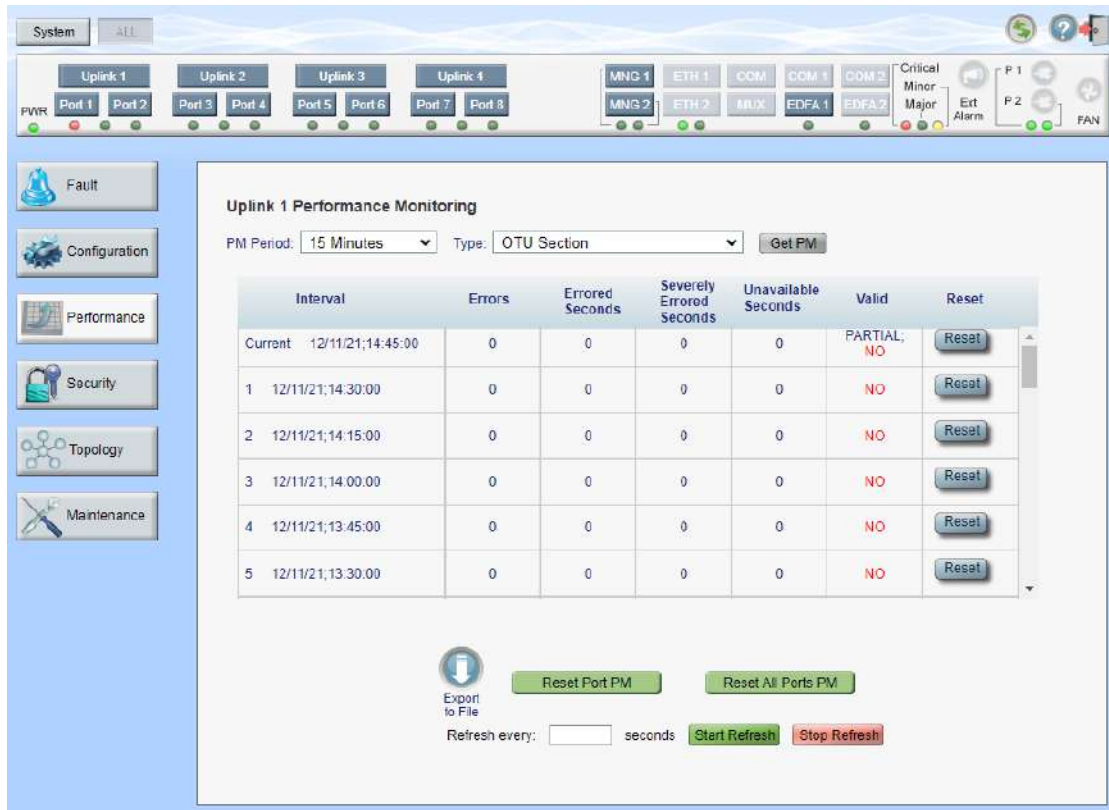 System ALL
Uplink 1 Uplink 2 Uplink 3 Uplink 4 MNG 1 ETH 1 COM COM 1 COM 2 Critical P 1
Minor
PWR Port 1 Port 2 Port 3 Port 4 Port 5 Port 6 Port 7 Port 8 MNG 2 ETH 2 MUX EDFA 1 EDFA 2 Major Ext Alarm P 2 FAN
Fault
Configuration
Performance
Security
Topology
Maintenance
Uplink 1 Performance Monitoring
PM Period: 15 Minutes Type: OTU Section Get PM
Interval Errors Errored Seconds Severely Errored Seconds Unavailable Seconds Valid Reset
Current 12/11/21;14:45:00 0 0 0 0 PARTIAL; NO Reset
1 12/11/21;14:30:00 0 0 0 0 NO Reset
2 12/11/21;14:15:00 0 0 0 0 NO Reset
3 12/11/21;14:00:00 0 0 0 0 NO Reset
4 12/11/21;13:45:00 0 0 0 0 NO Reset
5 12/11/21;13:30:00 0 0 0 0 NO Reset
Export to File
Reset Port PM Reset All Ports PM
Refresh every: seconds Start Refresh Stop Refresh